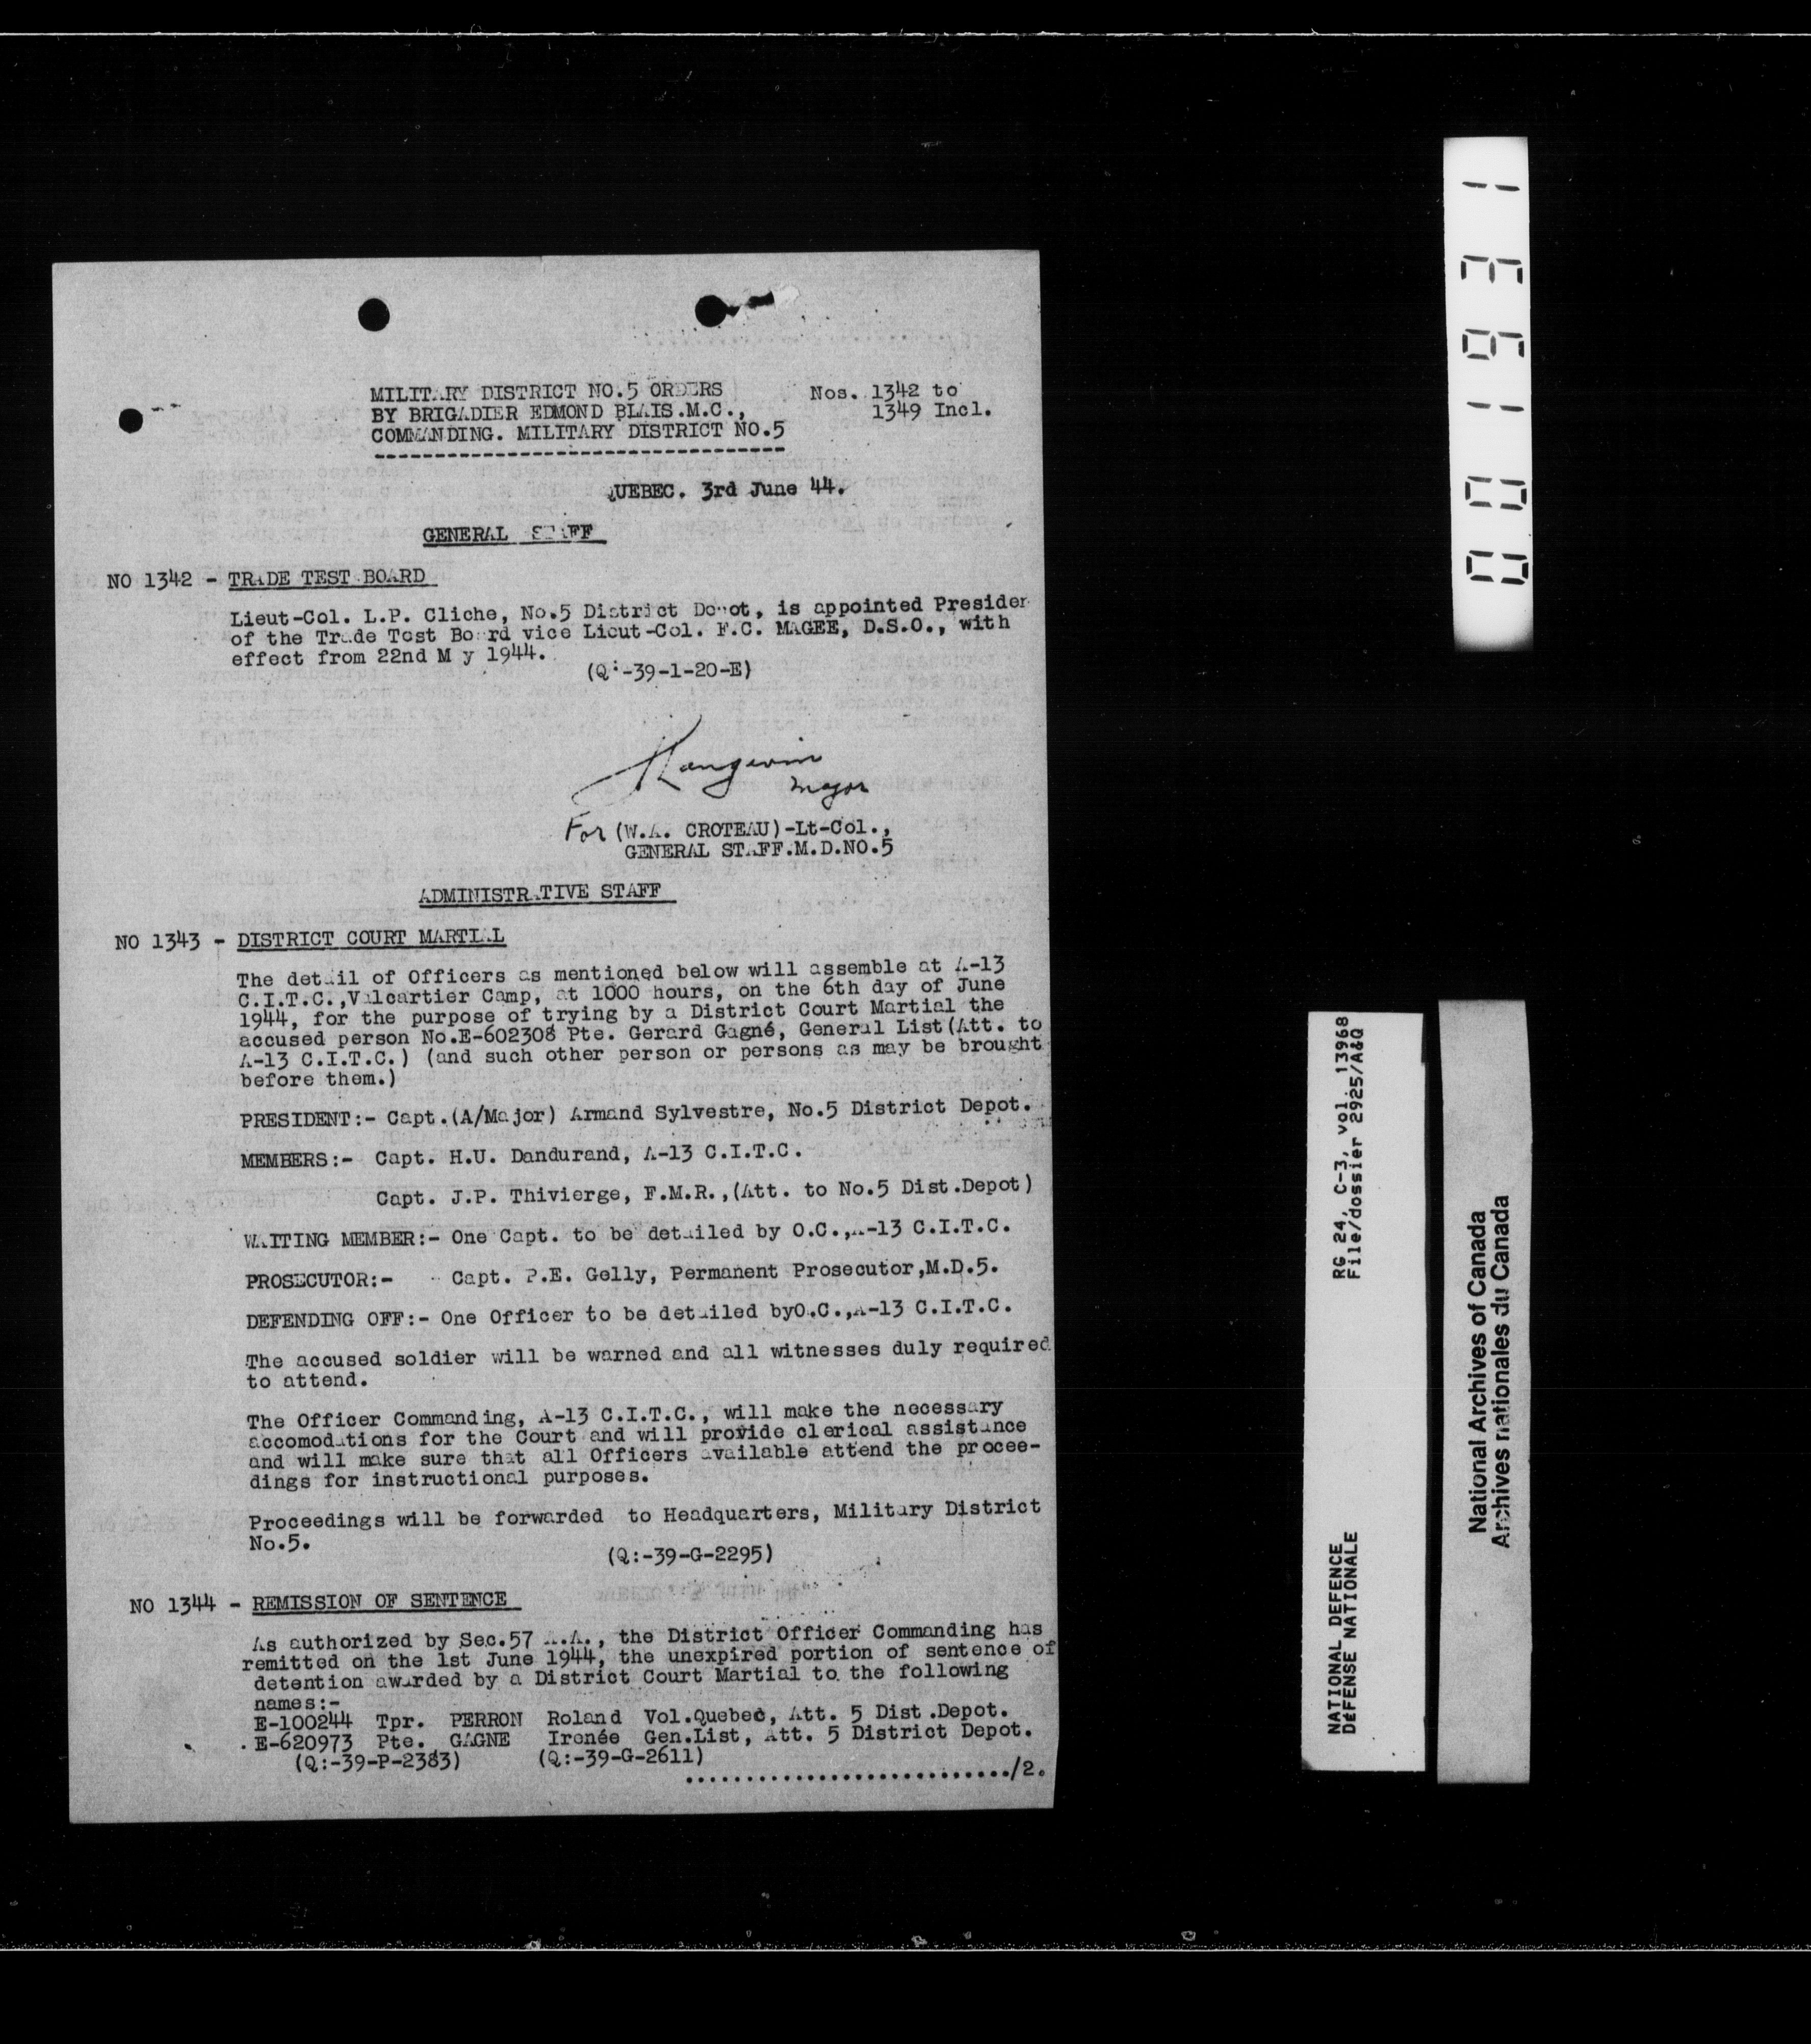 MILITARY DISTRICT NO.5 ORDERS Nos. 1342 to
BY BRIGADIER EDMOND BLAIS.M.C., 1349 Incl.
COMMANDING. MILITARY DISTRICT NO.5
QUEBEC. 3rd June 44.
GENERAL STAFF
NO 1342 - TRADE TEST BOARD
Lieut-Col. L.P. Cliche, No.5 District Depot, is appointed Presiden
of the Trade Test Board vice Lieut-Col. F.C. MAGEE, D.S.O., with
effect from 22nd May 1944.
(Q:-39-1-20-E)
Major
For (W.A. CROTEAU)-Lt-Col.,
GENERAL STAFF.M.D.NO.5
ADMINISTRATIVE STAFF
NO 1343 - DISTRICT COURT MARTIAL
The detail of Officers as mentioned below will assemble at A-13
C.I.T.C.,Valcartier Camp, at 1000 hours, on the 6th day of June
1944, for the purpose of trying by a District Court Martial the
accused person No.E-602308 Pte. Gerard Gagné, General List(Att. to
A-13 C.I.T.C.) (and such other person or persons as may be brought
before them.)
PRESIDENT:- Capt.(A/Major) Armand Sylvestre, No.5 District Depot.
MEMBERS:- Capt. H.U. Dandurand, A-13 C.I.T.C.
Capt. J.P. Thivierge, F.M.R.,(Att. to No.5 Dist.Depot)
WAITING MEMBER:- One Capt. to be detailed by O.C.,A-13 C.I.T.C.
PROSECUTOR:- Capt. P.E. Gelly, Permanent Prosecutor,M.D.5.
DEFENDING OFF:- One Officer to be detailed byO.C.,A-13 C.I.T.C.
The accused soldier will be warned and all witnesses duly required
to attend.
The Officer Commanding, A-13 C.I.T.C., will make the necessary
accomodations for the Court and will provide clerical assistance
and will make sure that all Officers available attend the procee-
dings for instructional purposes.
Proceedings will be forwarded to Headquarters, Military District
No.5.
(Q:-39-G-2295)
NO 1344 - REMISSION OF SENTENCE
As authorized by Sec.57 A.A., the District Officer Commanding has
remitted on the 1st June 1944, the unexpired portion of sentence of
detention awarded by a District Court Martial to the following
names:-
E-100244 Tpr. PERRON Roland Vol.Quebec, Att. 5 Dist.Depot.
E-620973 Pte. GAGNE Irenée Gen.List, Att. 5 District Depot.
(Q:-39-P-2383) (Q:-39-G-2611)
.........................../2.
001931
RG 24, C-3, vol. 13968
File/dossier 2925/A&Q
NATIONAL DEFENCE
DÉFENSE NATIONALE
National Archives of Canada
Archives nationales du Canada